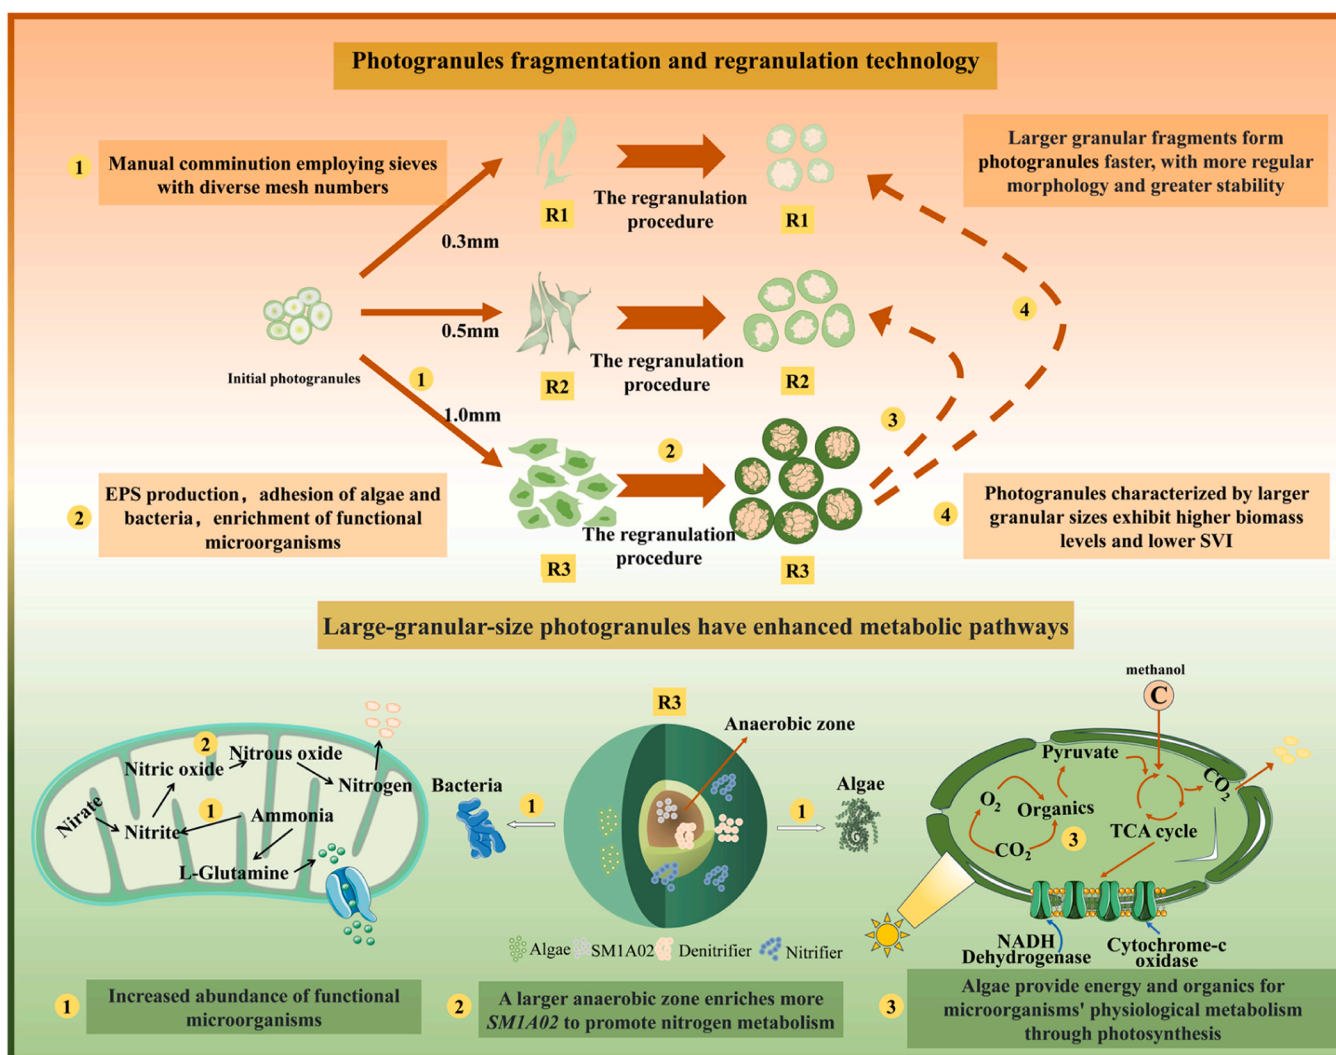 Photogranules fragmentation and regranulation technology
1
Manual comminution employing sieves
with diverse mesh numbers
R1
The regranulation
procedure
R1
Larger granular fragments form
photogranules faster, with more regular
morphology and greater stability
0.3mm
Initial photogranules
0.5mm
R2
The regranulation
procedure
R2
4
1
1.0mm
3
2
2
EPS production, adhesion of algae and
bacteria, enrichment of functional
microorganisms
R3
The regranulation
procedure
R3
4
Photogranules characterized by larger
granular sizes exhibit higher biomass
levels and lower SVI
Large-granular-size photogranules have enhanced metabolic pathways
2
Nitrous oxide
Nitric oxide
Nitrogen
Nirate
Nitrite
1
Ammonia
L-Glutamine
R3
Anaerobic zone
Bacteria
1
1
Algae
Algae
SM1A02
Denitrifier
Nitrifier
methanol
C
Pyruvate
CO2
O2
Organics
TCA cycle
CO2
3
NADH
Dehydrogenase
Cytochrome-c
oxidase
1
Increased abundance of functional
microorganisms
2
A larger anaerobic zone enriches more
SM1A02 to promote nitrogen metabolism
3
Algae provide energy and organics for
microorganisms' physiological metabolism
through photosynthesis